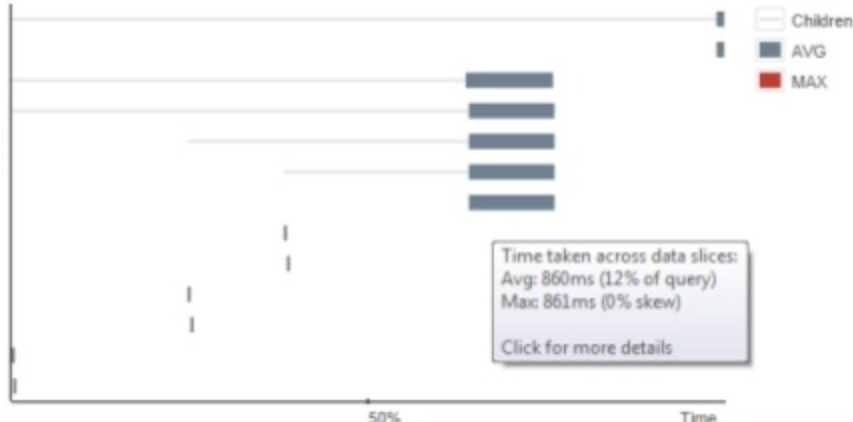 Children
AVG
MAX
Time taken across data slices:
Avg: 860ms (12% of query)
Max: 861ms (0% skew)
Click for more details
50%
Time